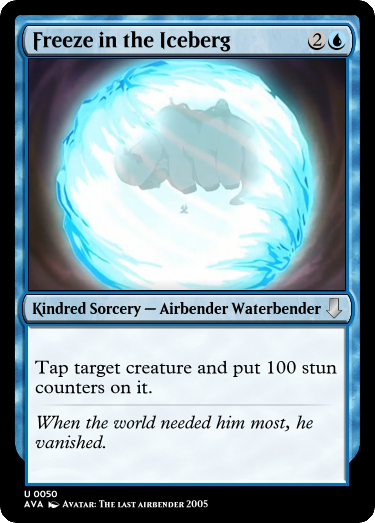 Freeze in the Iceberg 2
Kindred Sorcery — Airbender Waterbender
Tap target creature and put 100 stun
counters on it.
When the world needed him most, he
vanished.
U 0050
AVA Avatar: The last airbender 2005